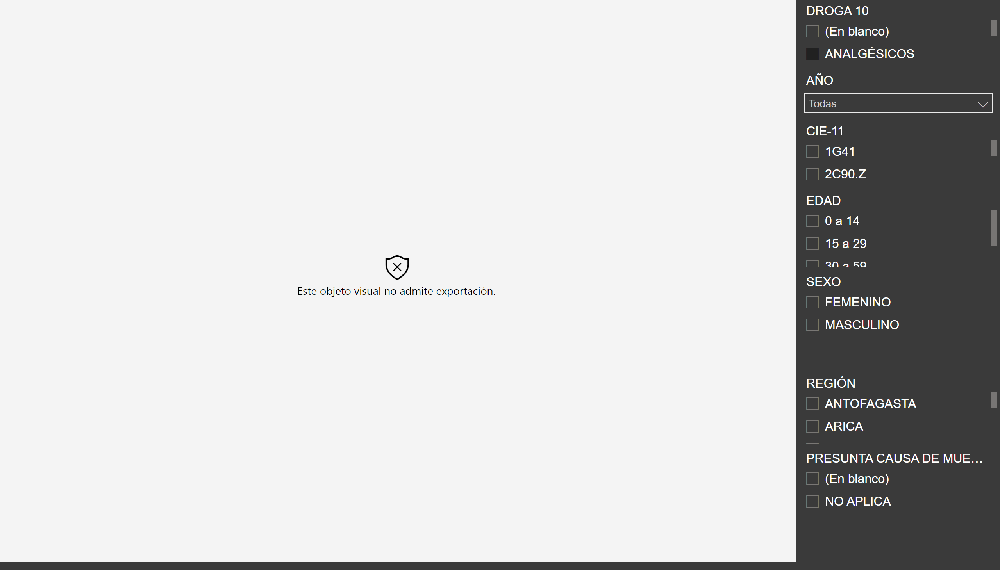 Este objeto visual no admite exportación.
DROGA 10
(En blanco)
ANALGÉSICOS
AÑO
Todas
CIE-11
1G41
2C90.Z
EDAD
0 a 14
15 a 29
30 a 59
SEXO
FEMENINO
MASCULINO
REGIÓN
ANTOFAGASTA
ARICA
PRESUNTA CAUSA DE MUE…
(En blanco)
NO APLICA